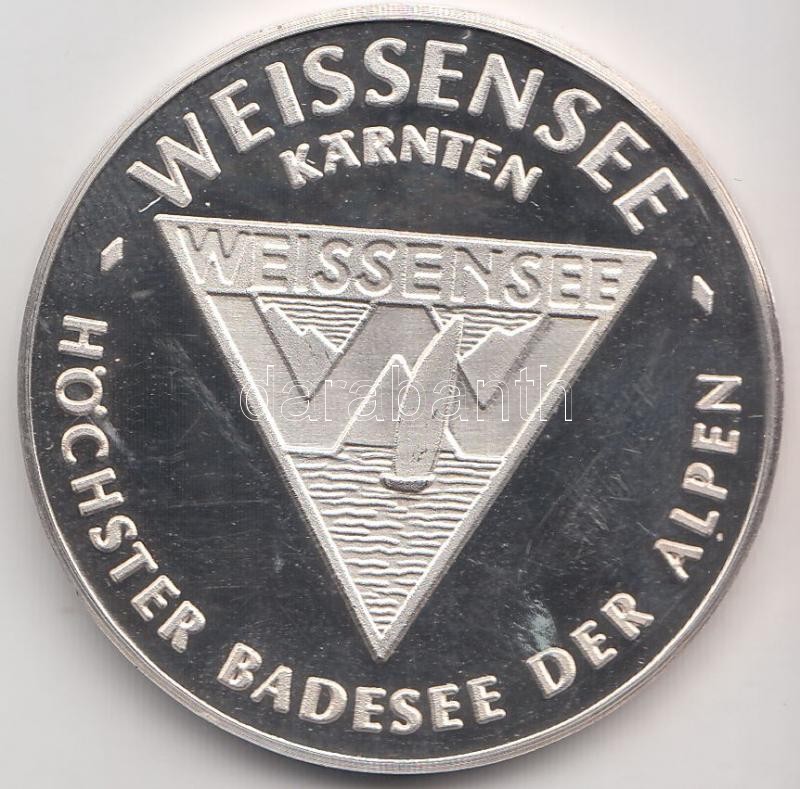 WEISSENSEE
KÄRNTEN
WEISSENSEE
HÖCHSTER BADESEE DER ALPEN
darabanth